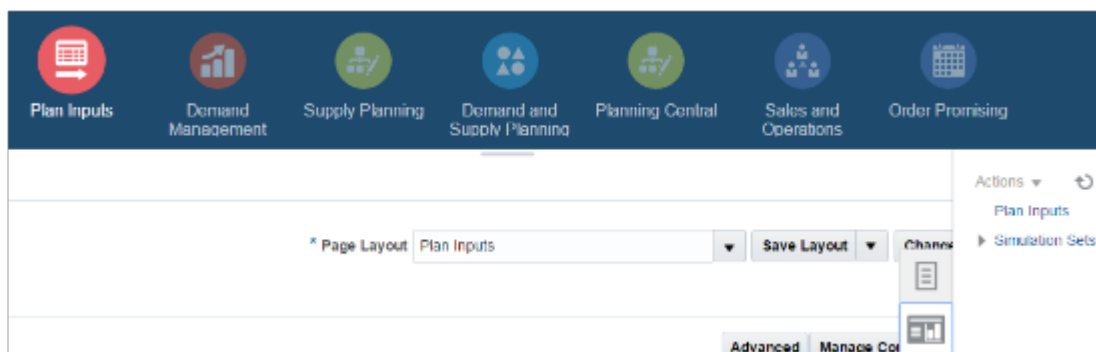 Plan Inputs
Demand
Management
Supply Planning
Demand and
Supply Planning
Planning Central
Sales and
Operations
Order Promising
Actions
Plan Inputs
Simulation Sets
* Page Layout Plan Inputs Save Layout
Advanced Manage